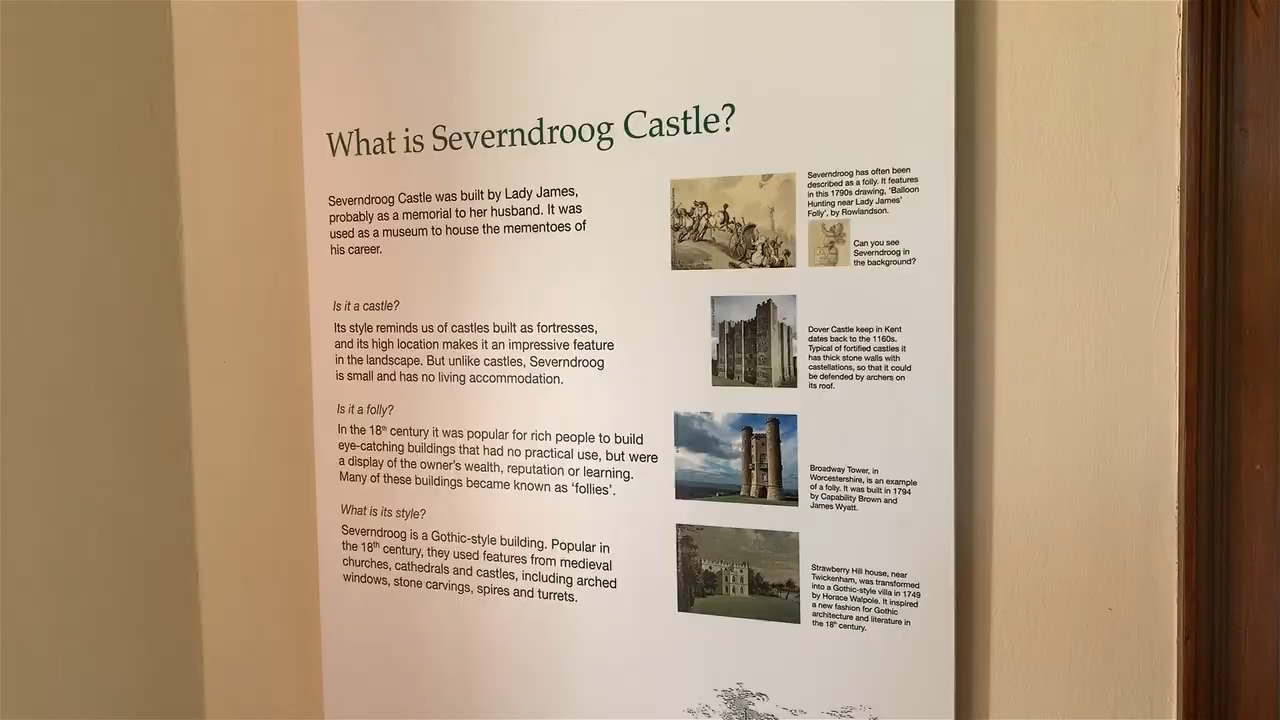 What is Severndroog Castle?
Severndroog Castle was built by Lady James,
probably as a memorial to her husband. It was
used as a museum to house the mementoes of
his career.
Is it a castle?
Its style reminds us of castles built as fortresses,
and its high location makes it an impressive feature
in the landscape. But unlike castles, Severndroog
is small and has no living accommodation.
Is it a folly?
In the 18th century it was popular for rich people to build
eye-catching buildings that had no practical use, but were
a display of the owner's wealth, reputation or learning.
Many of these buildings became known as 'follies'.
What is its style?
Severndroog is a Gothic-style building. Popular in
the 18th century, they used features from medieval
churches, cathedrals and castles, including arched
windows, stone carvings, spires and turrets.
Severndroog has often been
described as a folly. It features
in this 1790s drawing, 'Balloon
Hunting near Lady James'
Folly', by Rowlandson.
Can you see
Severndroog in
the background?
Dover Castle keep in Kent
dates back to the 1160s.
Typical of fortified castles it
has thick stone walls with
castellations, so that it could
be defended by archers on
its roof.
Broadway Tower, in
Worcestershire, is an example
of a folly. It was built in 1794
by Capability Brown and
James Wyatt.
Strawberry Hill house, near
Twickenham, was transformed
into a Gothic-style villa in 1749
by Horace Walpole. It inspired
a new fashion for Gothic
architecture and literature in
the 18th century.